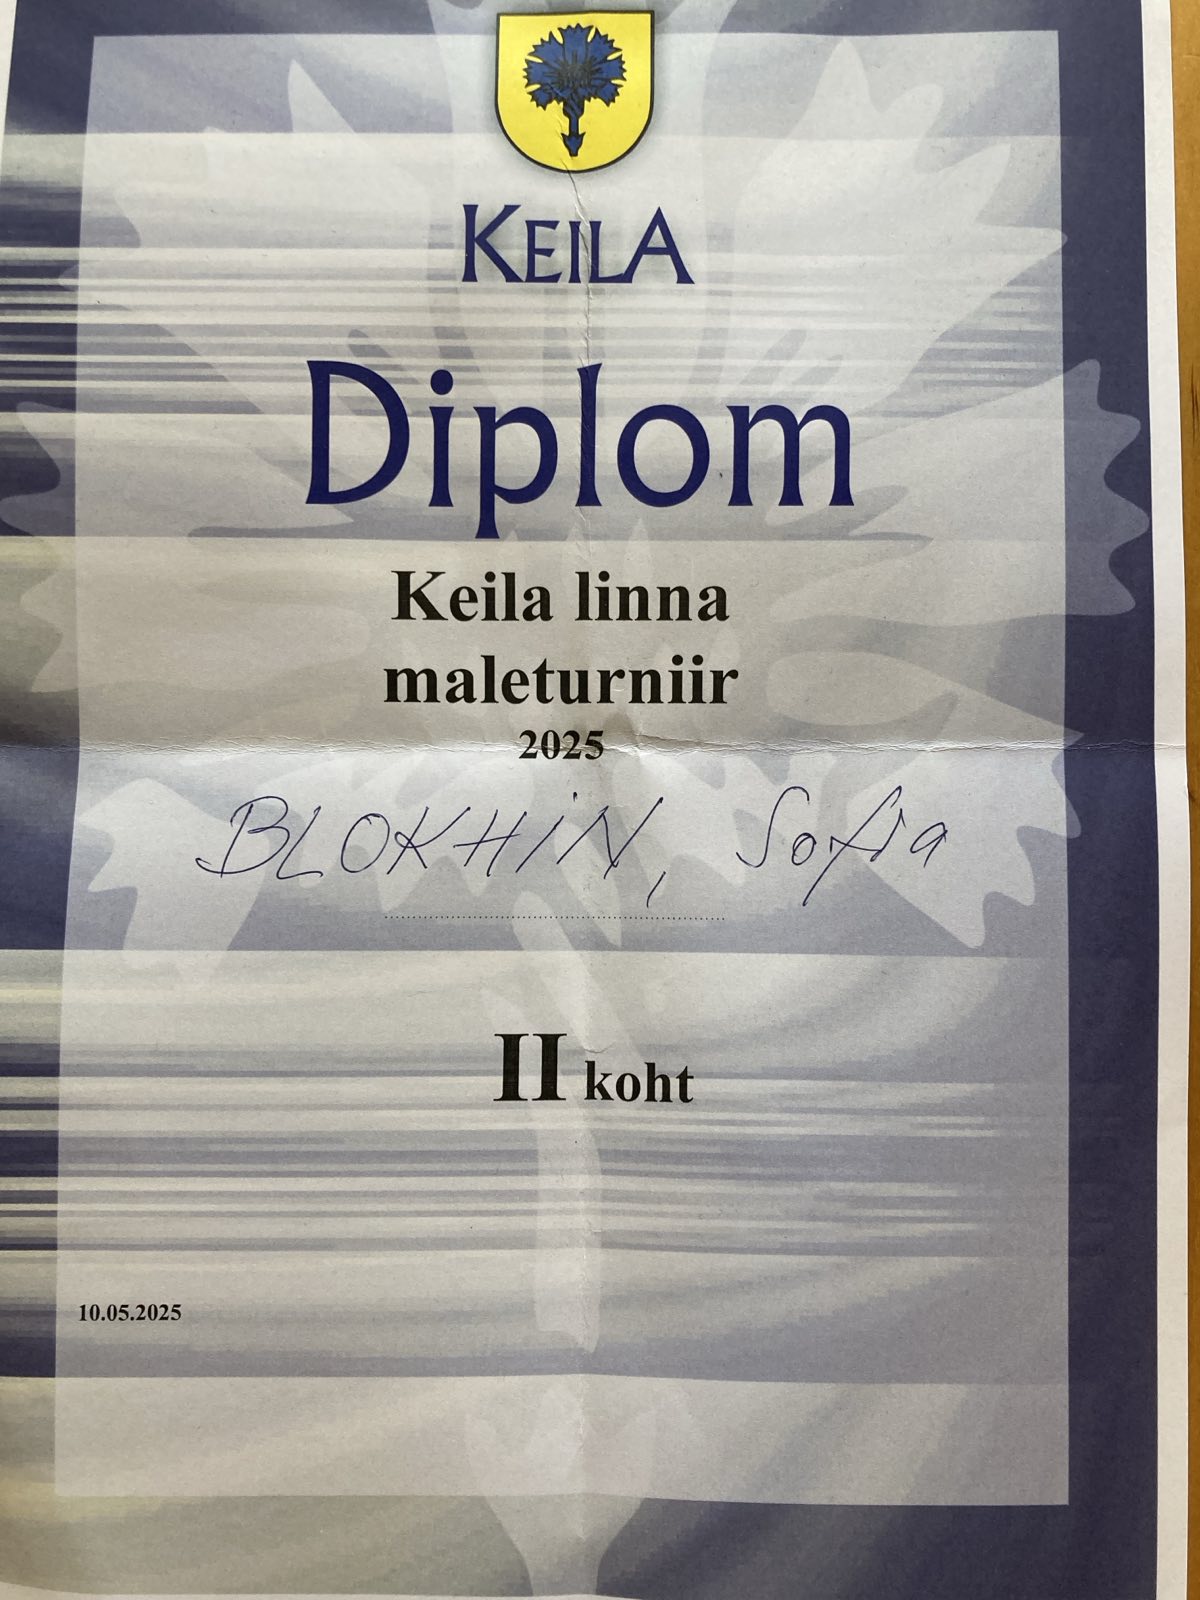 KEILA
Diplom
Keila linna
maleturniir
2025
BLOKHIN, Sofia
II koht
10.05.2025